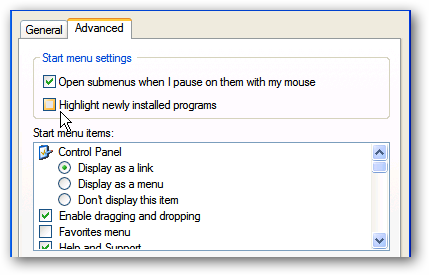 General Advanced
Start menu settings
Open submenus when I pause on them with my mouse
Highlight newly installed programs
Start menu items:
Control Panel
Display as a link
Display as a menu
Don't display this item
Enable dragging and dropping
Favorites menu
Help and Support